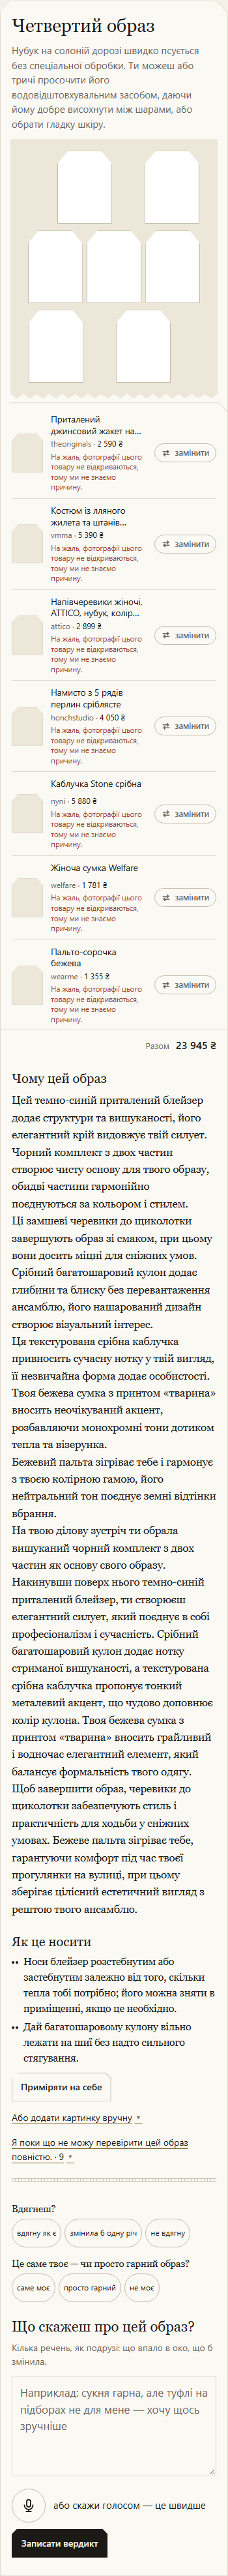 Четвертий образ
Нубук на солоній дорозі швидко псується
без спеціальної обробки. Ти можеш або
тричі просочити його
водовідштовхувальним засобом, даючи
йому добре висохнути між шарами, або
обрати гладку шкіру.
Приталений
джинсовий жакет на...
theoriginals · 2 590 ₴
На жаль, фотографії цього
товару не відкриваються,
тому ми не знаємо
причину.
замінити
Костюм із лляного
жилета та штанів...
vmma · 5 390 ₴
На жаль, фотографії цього
товару не відкриваються,
тому ми не знаємо
причину.
замінити
Напівчеревики жіночі,
ATTICO, нубук, колір...
attico · 2 899 ₴
На жаль, фотографії цього
товару не відкриваються,
тому ми не знаємо
причину.
замінити
Намисто з 5 рядів
перлин сріблясте
honchstudio · 4 050 ₴
На жаль, фотографії цього
товару не відкриваються,
тому ми не знаємо
причину.
замінити
Каблучка Stone срібна
nyni · 5 880 ₴
На жаль, фотографії цього
товару не відкриваються,
тому ми не знаємо
причину.
замінити
Жіноча сумка Welfare
welfare · 1 781 ₴
На жаль, фотографії цього
товару не відкриваються,
тому ми не знаємо
причину.
замінити
Пальто-сорочка
бежева
wearme · 1 355 ₴
На жаль, фотографії цього
товару не відкриваються,
тому ми не знаємо
причину.
замінити
Разом 23 945 ₴
Чому цей образ
Цей темно-синій приталений блейзер
додає структури та вишуканості, його
елегантний крій видовжує твій силует.
Чорний комплект з двох частин
створює чисту основу для твого образу,
обидві частини гармонійно
поєднуються за кольором і стилем.
Ці замшеві черевики до щиколотки
завершують образ зі смаком, при цьому
вони досить міцні для сніжних умов.
Срібний багатошаровий кулон додає
глибини та блиску без перевантаження
ансамблю, його нашарований дизайн
створює візуальний інтерес.
Ця текстурована срібна каблучка
привносить сучасну нотку у твій вигляд,
її незвичайна форма додає особистості.
Твоя бежева сумка з принтом «тварина»
вносить неочікуваний акцент,
розбавляючи монохромні тони дотиком
тепла та візерунка.
Бежевий пальта зігріває тебе і гармонує
з твоєю колірною гамою, його
нейтральний тон поєднує земні відтінки
вбрання.
На твою ділову зустріч ти обрала
вишуканий чорний комплект з двох
частин як основу свого образу.
Накинувши поверх нього темно-синій
приталений блейзер, ти створюєш
елегантний силует, який поєднує в собі
професіоналізм і сучасність. Срібний
багатошаровий кулон додає нотку
стриманої вишуканості, а текстурована
срібна каблучка пропонує тонкий
металевий акцент, що чудово доповнює
колір кулона. Твоя бежева сумка з
принтом «тварина» вносить грайливий
і водночас елегантний елемент, який
балансує формальність твого одягу.
Щоб завершити образ, черевики до
щиколотки забезпечують стиль і
практичність для ходьби у сніжних
умовах. Бежеве пальта зігріває тебе,
гарантуючи комфорт під час твоєї
прогулянки на вулиці, при цьому
зберігає цілісний естетичний вигляд з
рештою твого ансамблю.
Як це носити
Носи блейзер розстебнутим або
застебнутим залежно від того, скільки
тепла тобі потрібно; його можна зняти в
приміщенні, якщо це необхідно.
Дай багатошаровому кулону вільно
лежати на шиї без надто сильного
стягування.
Приміряти на себе
Або додати картинку вручну
Я поки що не можу перевірити цей образ
повністю. · 9
Вдягнеш?
вдягну як є
змінила б одну річ
не вдягну
Це саме твоє — чи просто гарний образ?
саме моє
просто гарний
не моє
Що скажеш про цей образ?
Кілька речень, як подрузі: що впало в око, що б
змінила.
Наприклад: сукня гарна, але туфлі на
підборах не для мене — хочу щось
зручніше
або скажи голосом — це швидше
Записати вердикт